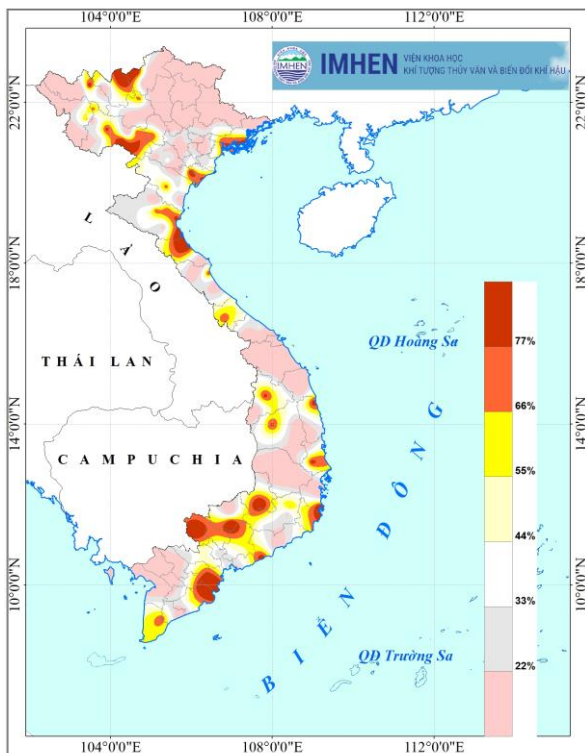 104°0'0"E 108°0'0"E 112°0'0"E
IMHEN
IMHEN
VIỆN KHOA HỌC
KHÍ TƯỢNG THỦY VĂN VÀ BIẾN ĐỔI KHÍ HẬU
22°0'0"N
22°0'0"N
LÀO
18°0'0"N
18°0'0"N
77%
QĐ Hoàng Sa
THÁI LAN
66%
14°0'0"N
14°0'0"N
55%
CAMPUCHIA
BIỂN ĐÔNG
44%
10°0'0"N
10°0'0"N
33%
QĐ Trường Sa
22%
104°0'0"E 108°0'0"E 112°0'0"E